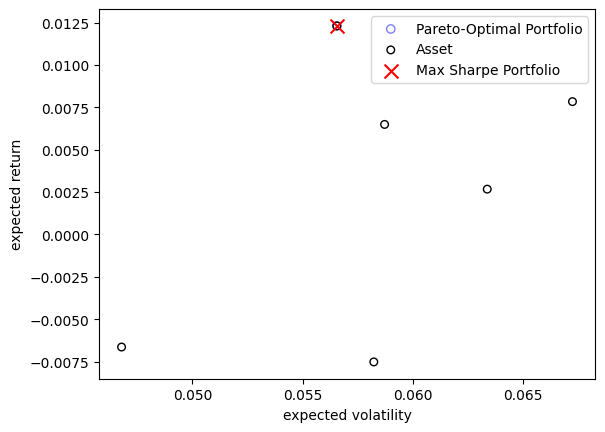 0.0125
0.0100
0.0075
0.0050
0.0025
0.0000
−0.0025
−0.0050
−0.0075
expected return
Pareto-Optimal Portfolio
Asset
Max Sharpe Portfolio
0.050 0.055 0.060 0.065
expected volatility